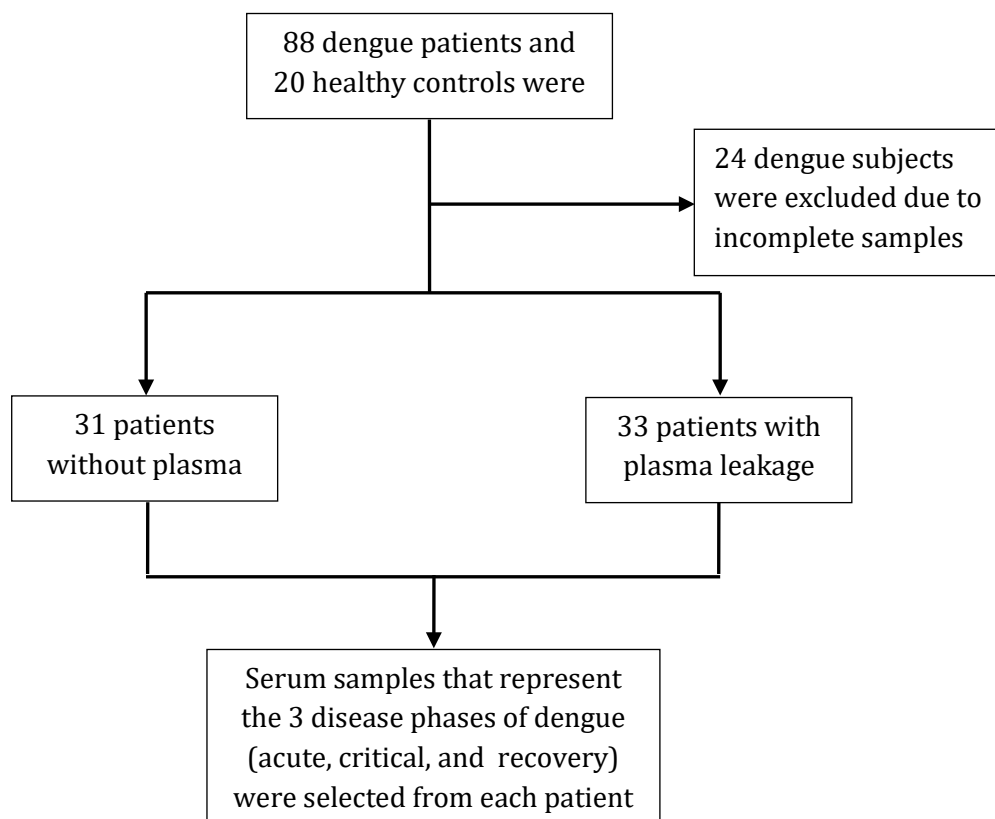 88 dengue patients and
20 healthy controls were
24 dengue subjects
were excluded due to
incomplete samples
31 patients
without plasma
33 patients with
plasma leakage
Serum samples that represent
the 3 disease phases of dengue
(acute, critical, and recovery)
were selected from each patient